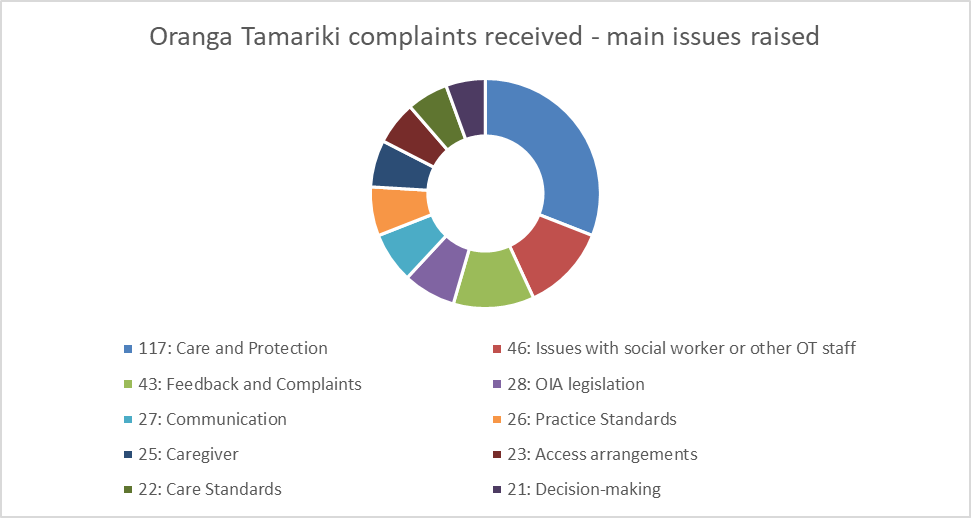 Oranga Tamariki complaints received - main issues raised
117: Care and Protection
46: Issues with social worker or other OT staff
43: Feedback and Complaints
28: OIA legislation
27: Communication
26: Practice Standards
25: Caregiver
23: Access arrangements
22: Care Standards
21: Decision-making